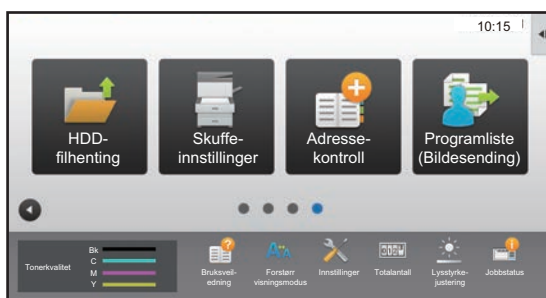 10:15
HDD-
filhenting
Skuffe-
innstillinger
Adresse-
kontroll
Programliste
(Bildesending)
Tonerkvalitet
Bk
C
M
Y
Bruksveil-
edning
Forstørr
visningsmodus
Innstillinger
Totalantall
Lysstyrke-
justering
Jobbstatus